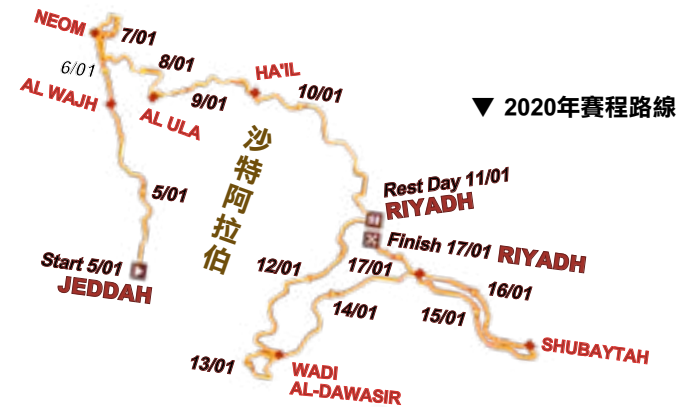 NEOM
7/01
6/01
8/01
HA'IL
AL WAJH
9/01
10/01
AL ULA
▼ 2020年賽程路線
沙特阿拉伯
5/01
Rest Day 11/01
RIYADH
Finish 17/01 RIYADH
Start 5/01
JEDDAH
12/01
17/01
16/01
14/01
15/01
SHUBAYTAH
13/01
WADI
AL-DAWASIR